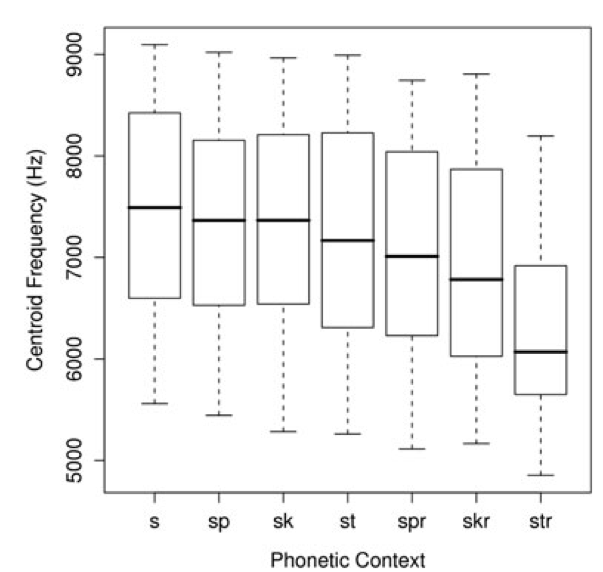 Centroid Frequency (Hz)
9000
8000
7000
6000
5000
s sp sk st spr skr str
Phonetic Context